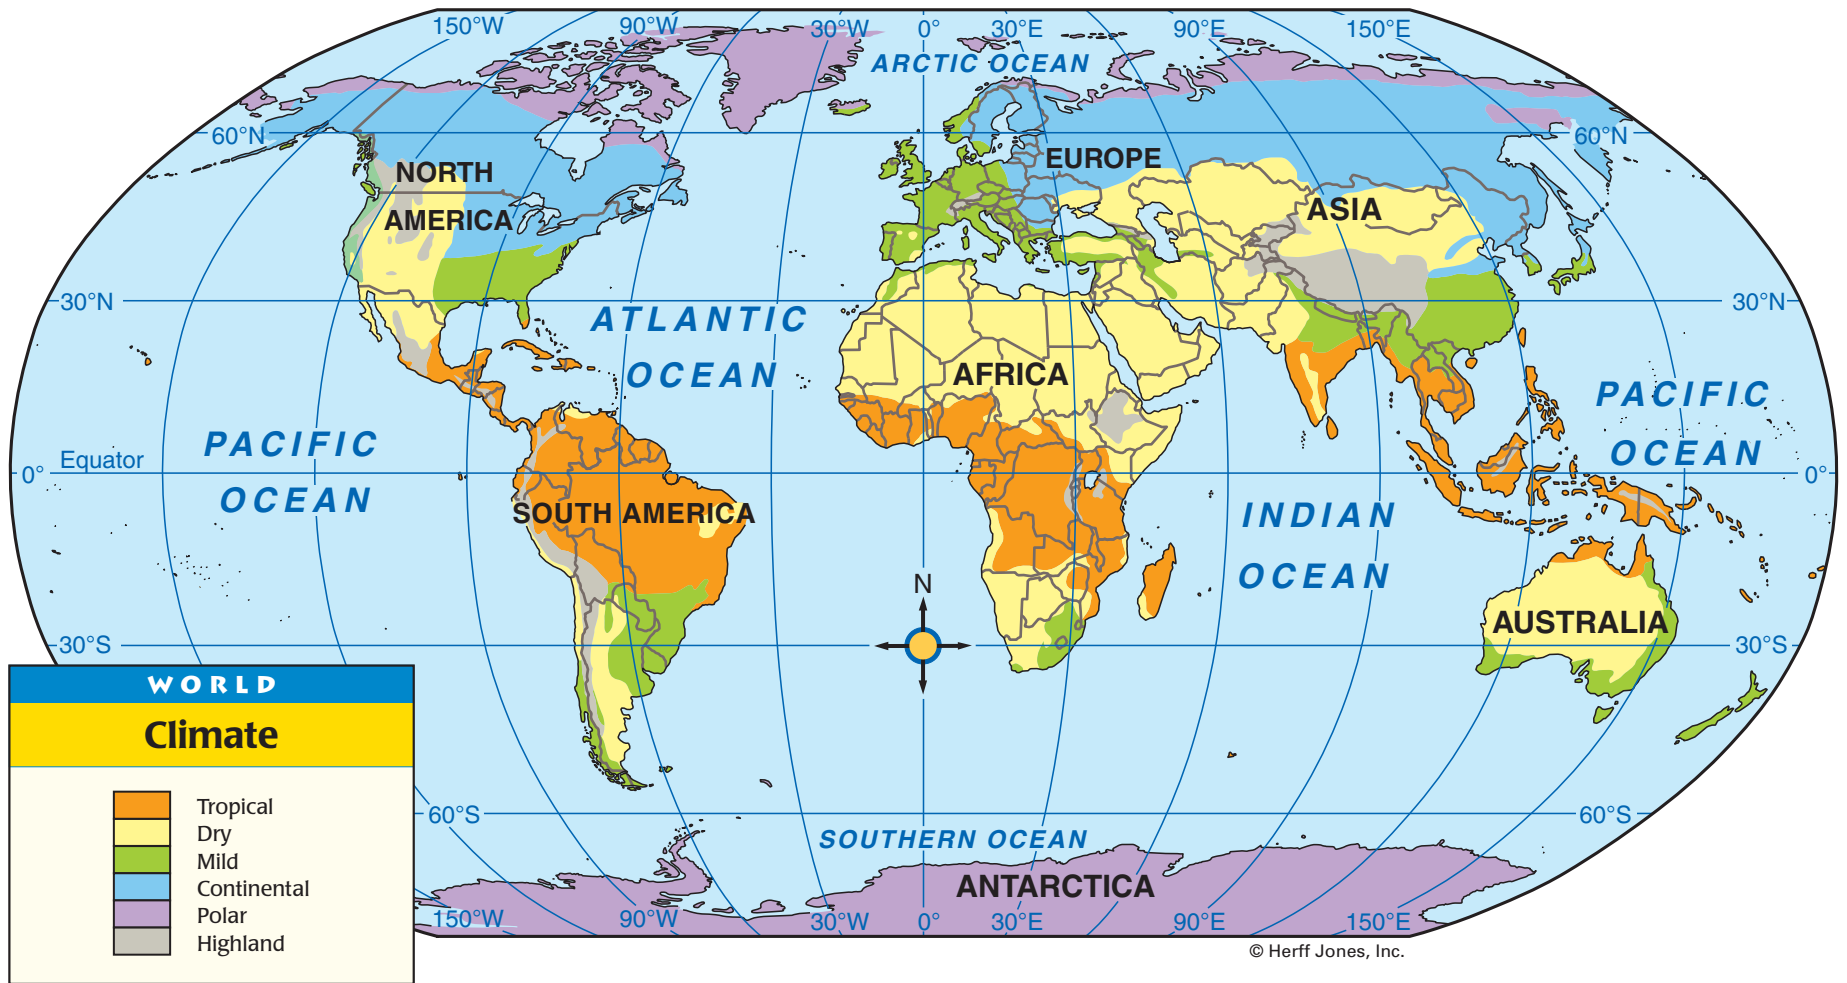 150°W 90°W 30°W 0° 30°E 90°E 150°E
ARCTIC OCEAN
60°N 60°N
NORTH
AMERICA
EUROPE
ASIA
30°N 30°N
ATLANTIC
OCEAN
AFRICA
PACIFIC
OCEAN
PACIFIC
OCEAN
Equator
0° 0°
SOUTH AMERICA
INDIAN
OCEAN
N
AUSTRALIA
30°S 30°S
WORLD
Climate
Tropical
Dry
Mild
Continental
Polar
Highland
60°S 60°S
SOUTHERN OCEAN
ANTARCTICA
150°W 90°W 30°W 0° 30°E 90°E 150°E
© Herff Jones, Inc.